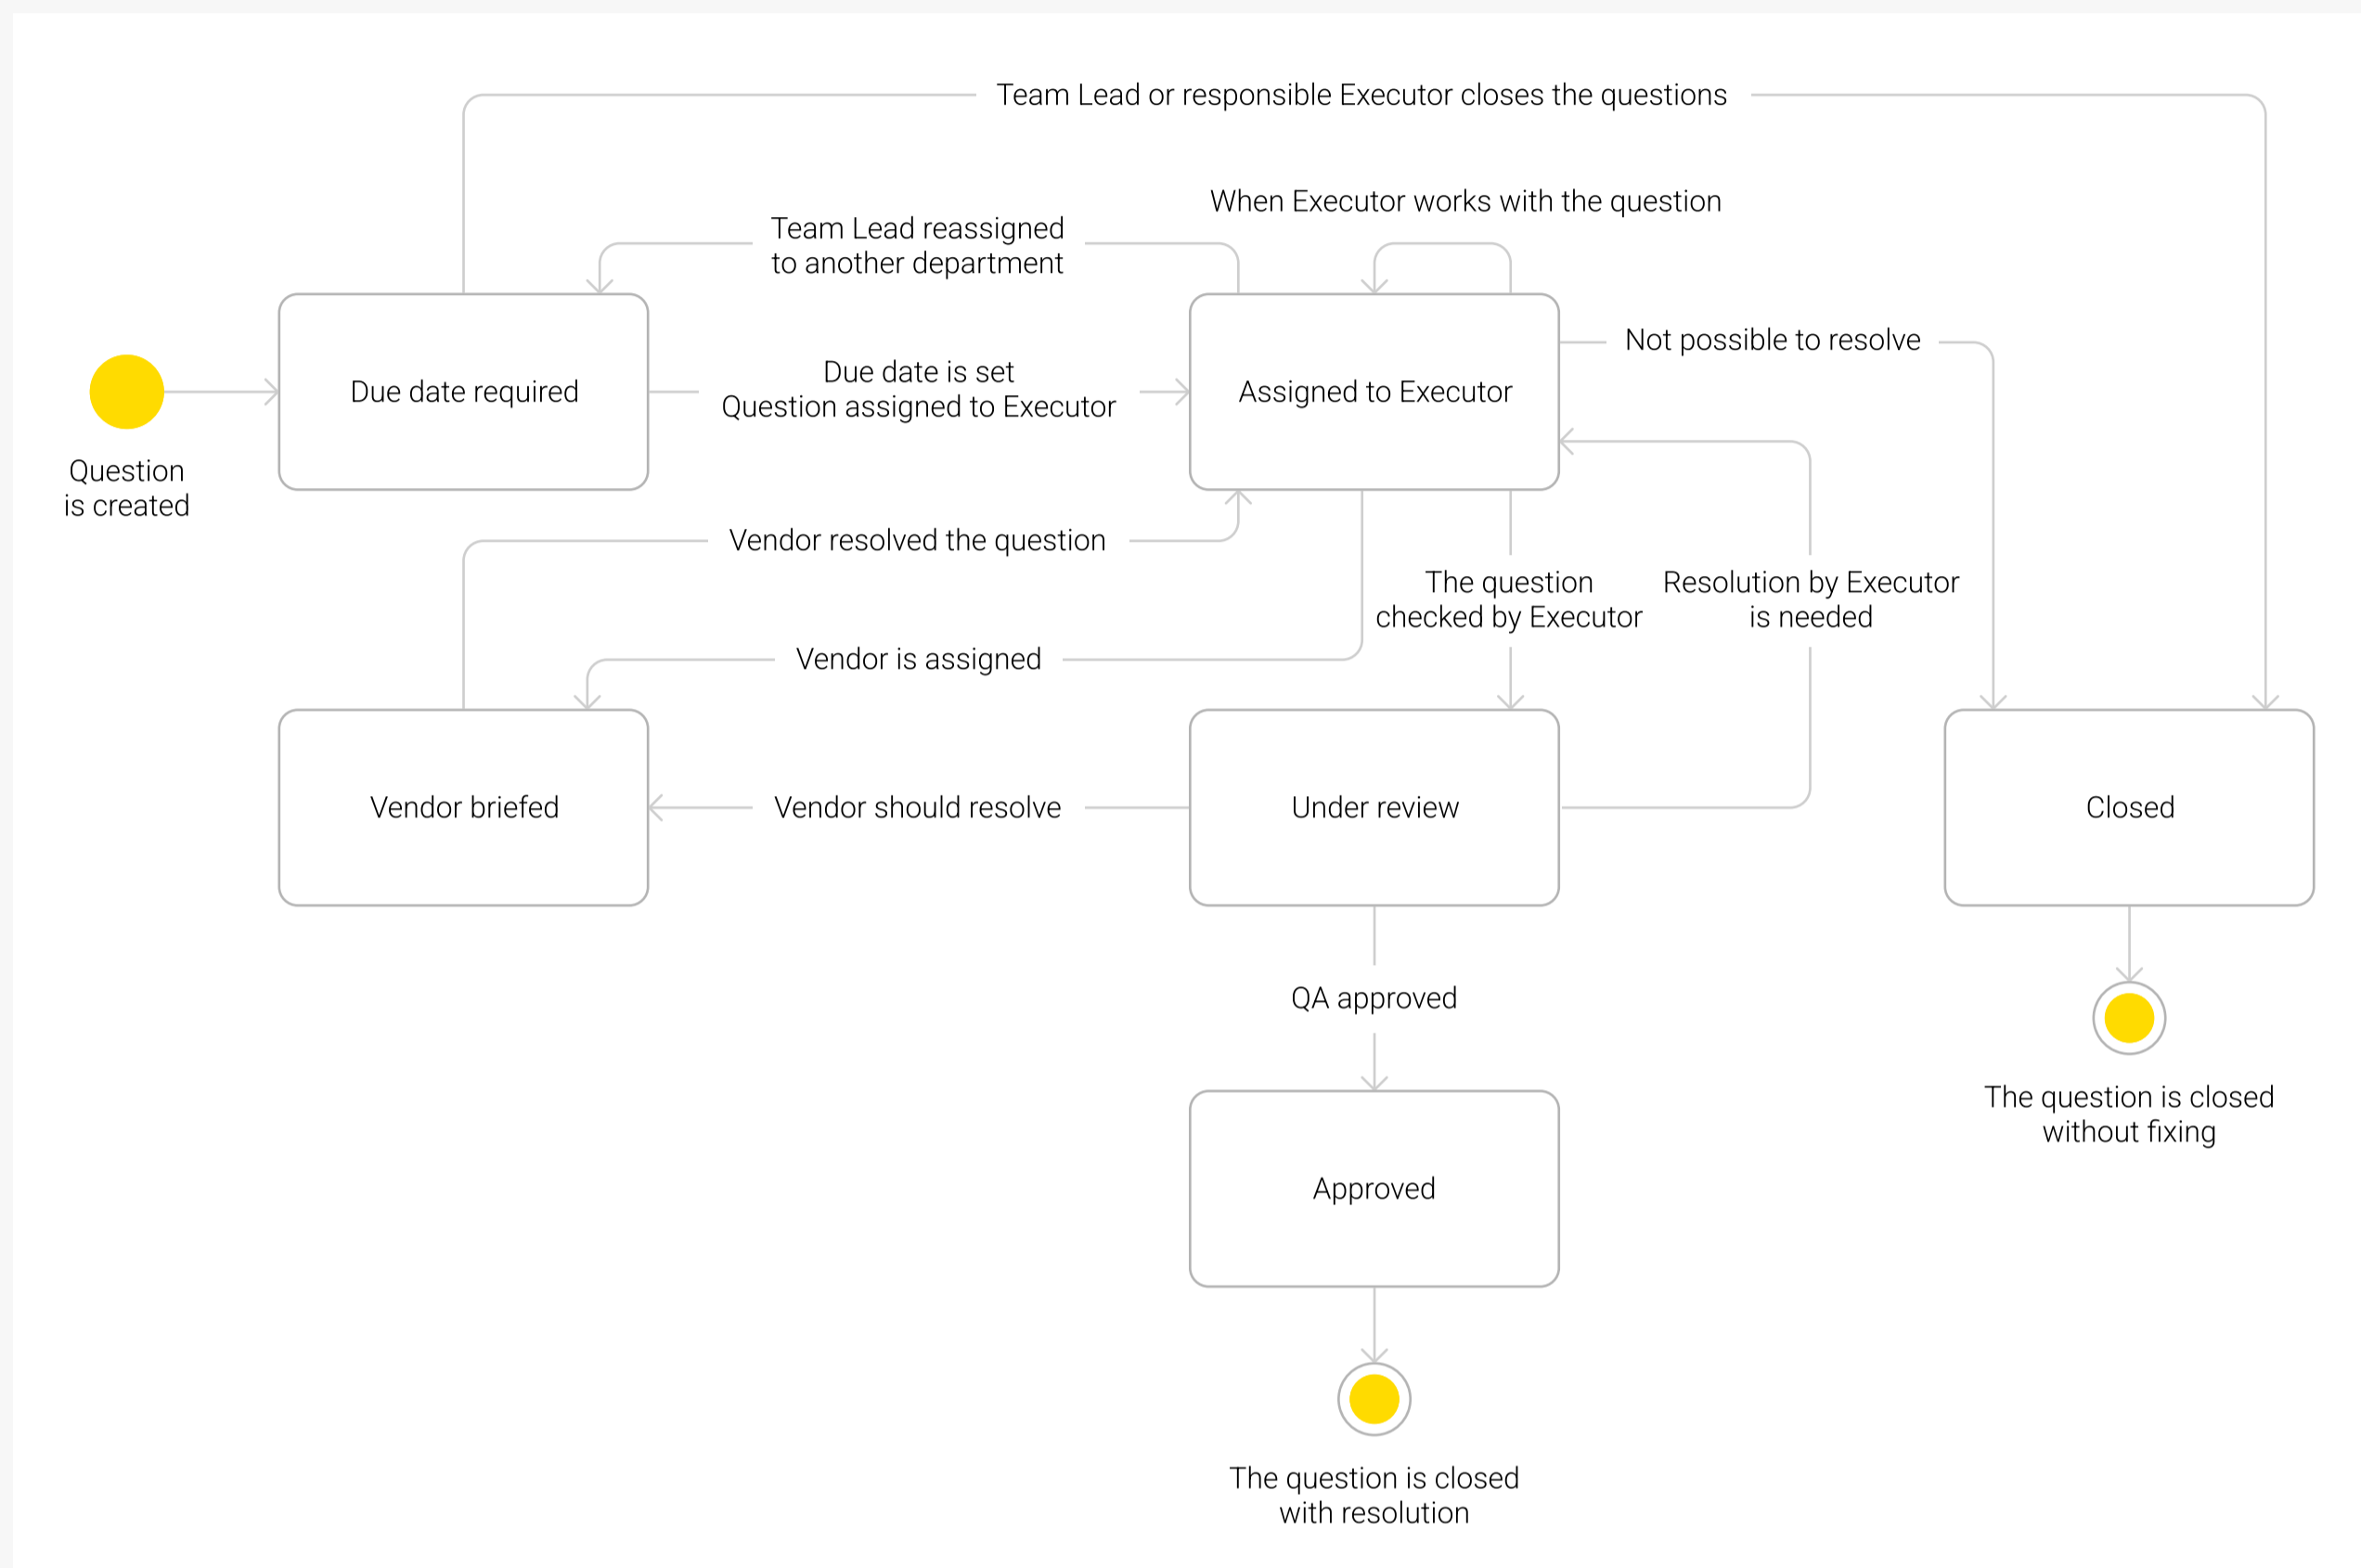 Team Lead or responsible Executor closes the questions
When Executor works with the question
Team Lead reassigned
to another department
Not possible to resolve
Due date required
Due date is set
Question assigned to Executor
Assigned to Executor
Question
is created
Vendor resolved the question
The question
checked by Executor
Resolution by Executor
is needed
Vendor is assigned
Vendor briefed
Vendor should resolve
Under review
Closed
QA approved
The question is closed
without fixing
Approved
The question is closed
with resolution